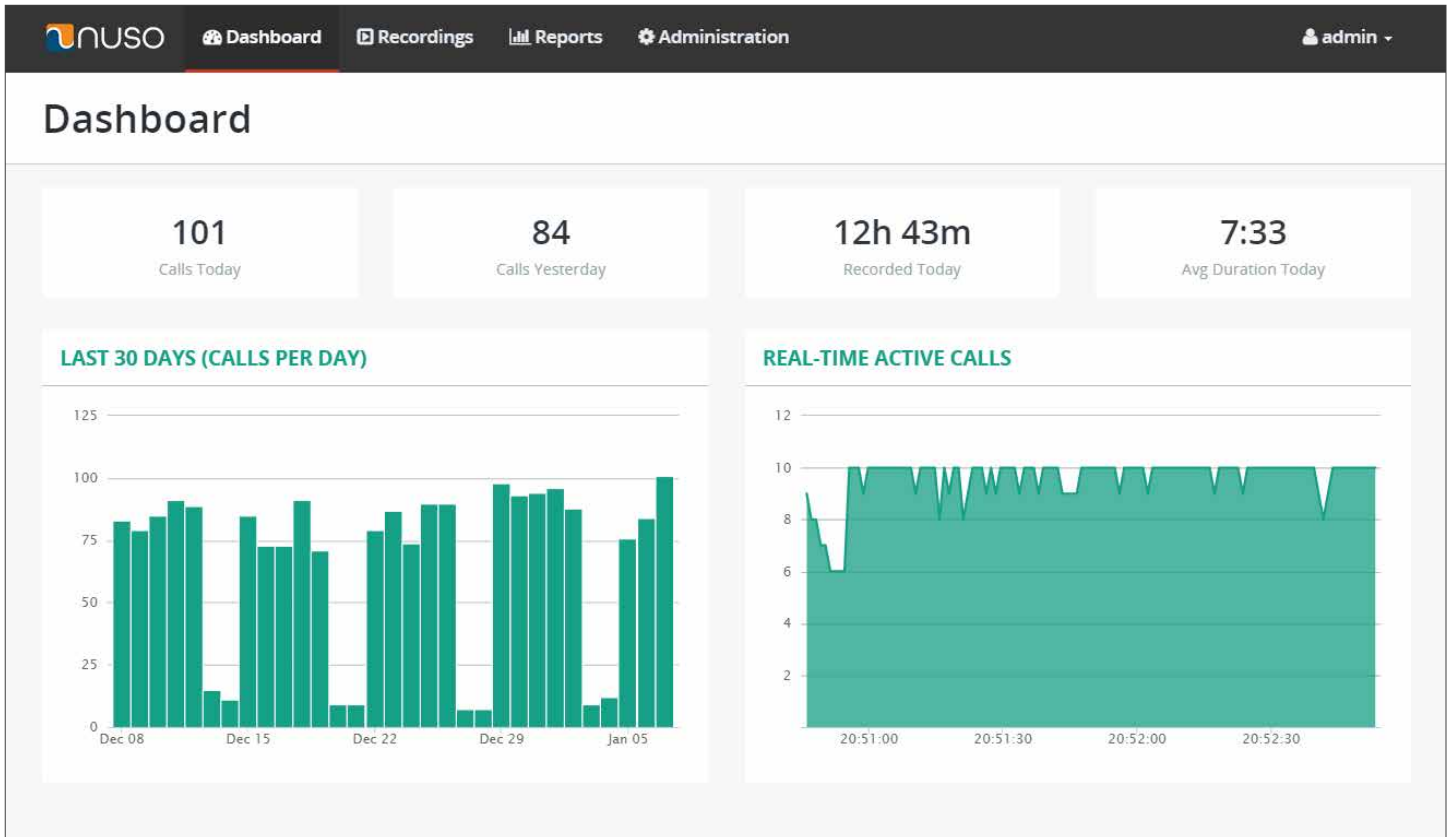 nuso Dashboard Recordings Reports Administration admin
Dashboard
101 84 12h 43m 7:33
Calls Today Calls Yesterday Recorded Today Avg Duration Today
LAST 30 DAYS (CALLS PER DAY)
125
100
75
50
25
0
Dec 08 Dec 15 Dec 22 Dec 29 Jan 05
REAL-TIME ACTIVE CALLS
12
10
8
6
4
2
20:51:00 20:51:30 20:52:00 20:52:30